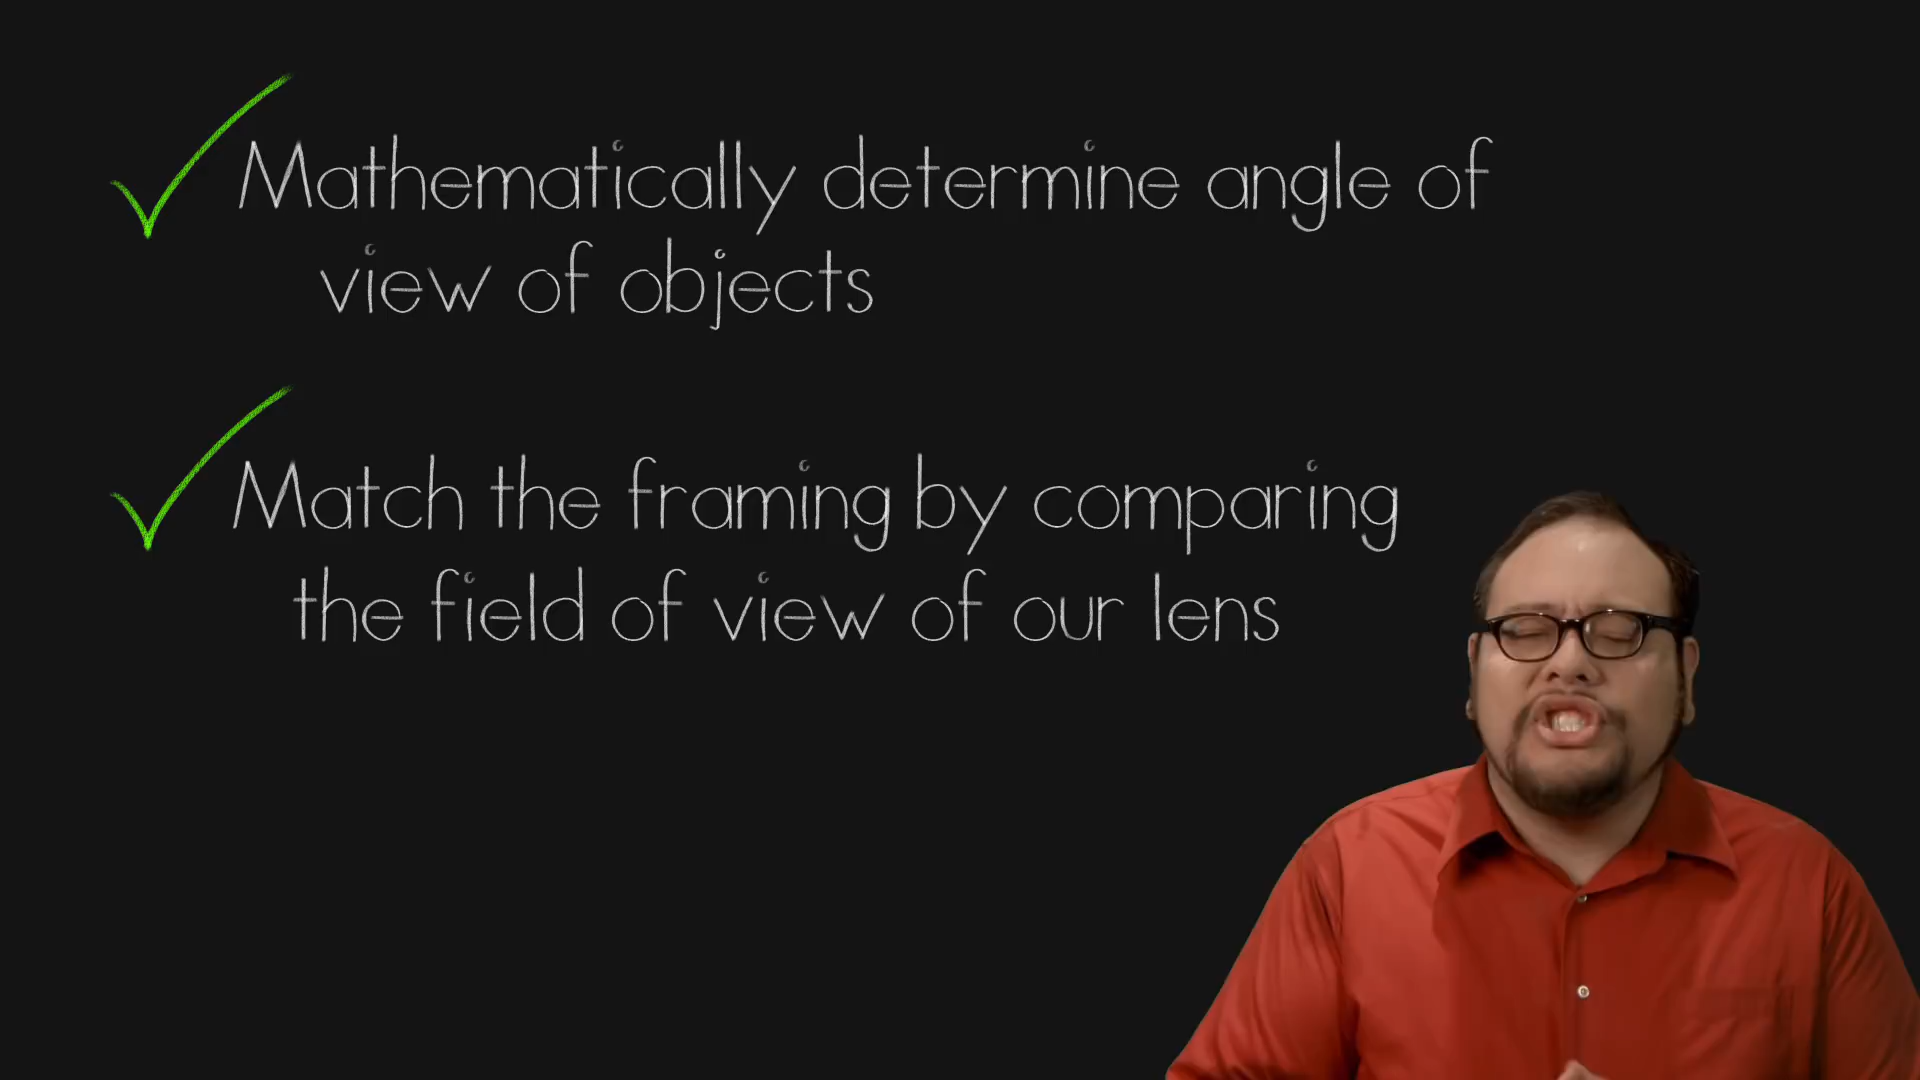 Mathematically determine angle of
view of objects
Match the framing by comparing
the field of view of our lens